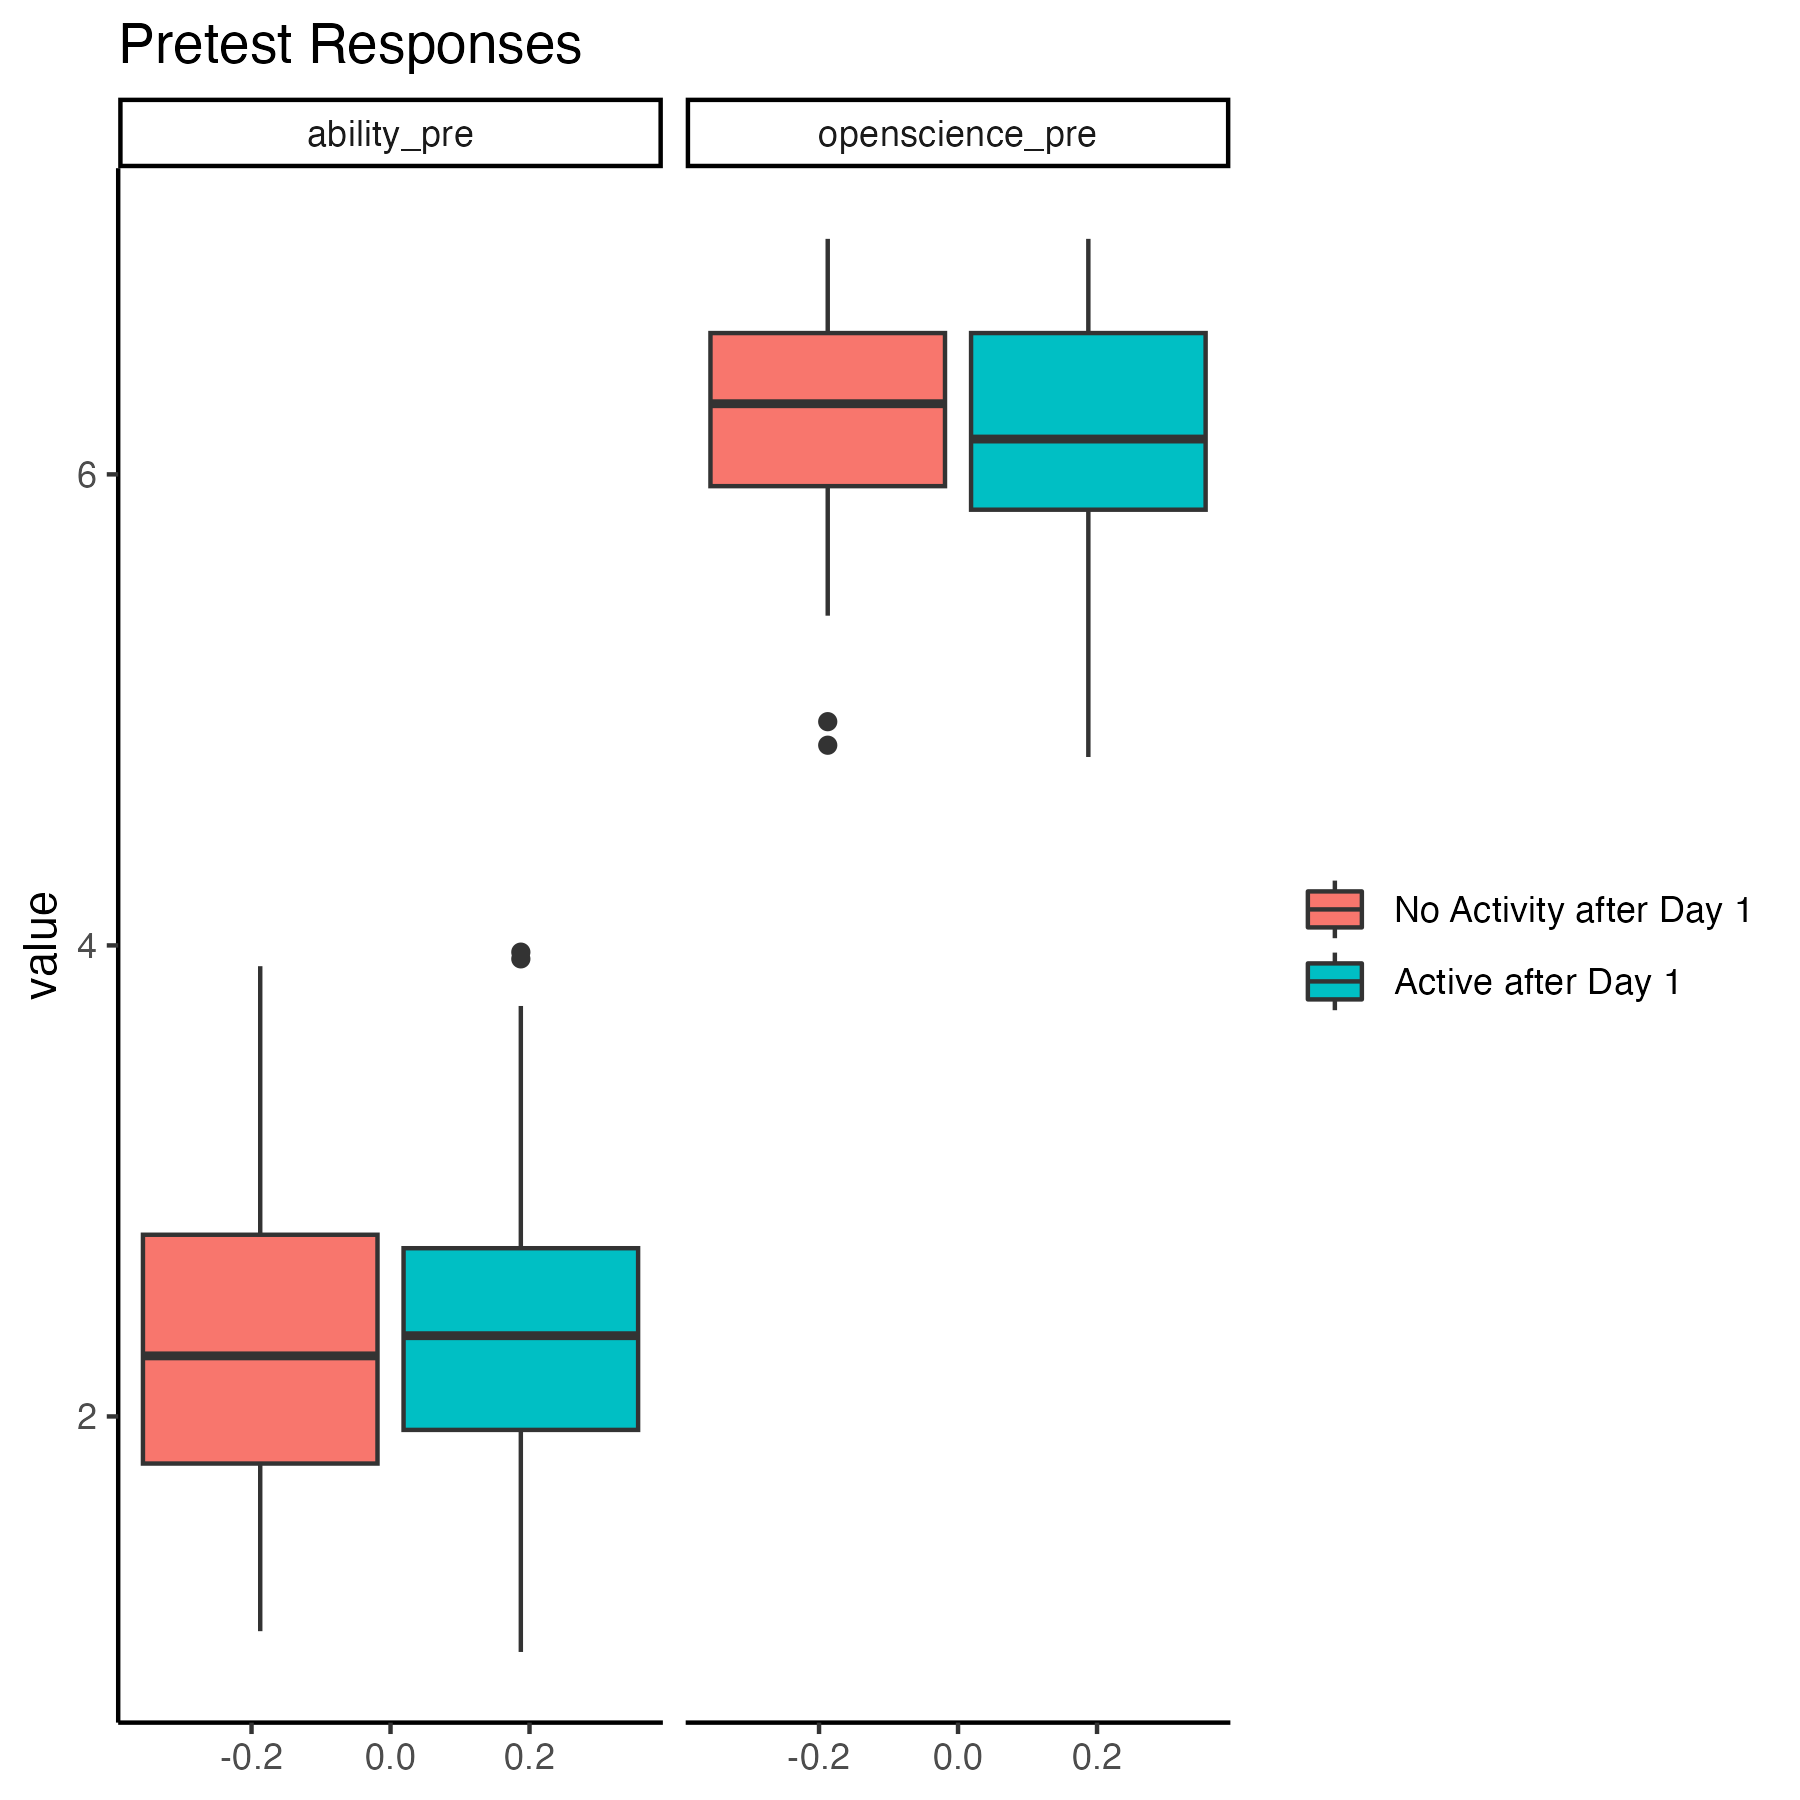 Pretest Responses
ability_pre
openscience_pre
value
6
4
2
-0.2
0.0
0.2
-0.2
0.0
0.2
No Activity after Day 1
Active after Day 1